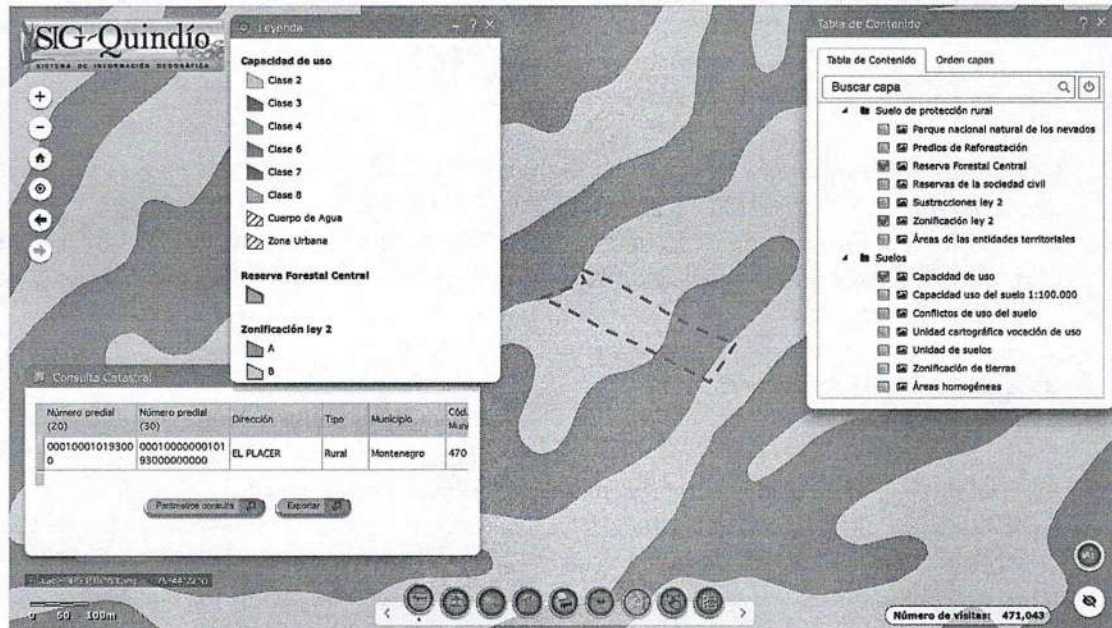 SIG-Quindío
SISTEMA DE INFORMACIÓN GEOGRÁFICA
Leyenda
Capacidad de uso
Clase 2
Clase 3
Clase 4
Clase 6
Clase 7
Clase 8
Cuerpo de Agua
Zona Urbana
Reserva Forestal Central
Zonificación ley 2
A
B
Tabla de Contenido
Tabla de Contenido Orden capas
Buscar capa
Suelo de protección rural
Parque nacional natural de los nevados
Predios de Reforestación
Reserva Forestal Central
Reservas de la sociedad civil
Sustracciones ley 2
Zonificación ley 2
Áreas de las entidades territoriales
Suelos
Capacidad de uso
Capacidad uso del suelo 1:100.000
Conflictos de uso del suelo
Unidad cartográfica vocación de uso
Unidad de suelos
Zonificación de tierras
Áreas homogéneas
Consulta Catastral
Número predial (20) Número predial (30) Dirección Tipo Municipio Cód. Muni
00010001019300 00010000000101 EL PLACER Rural Montenegro 470
0 93000000000
Parámetros consulta Exportar
0 50 100m
Número de visitas: 471,043